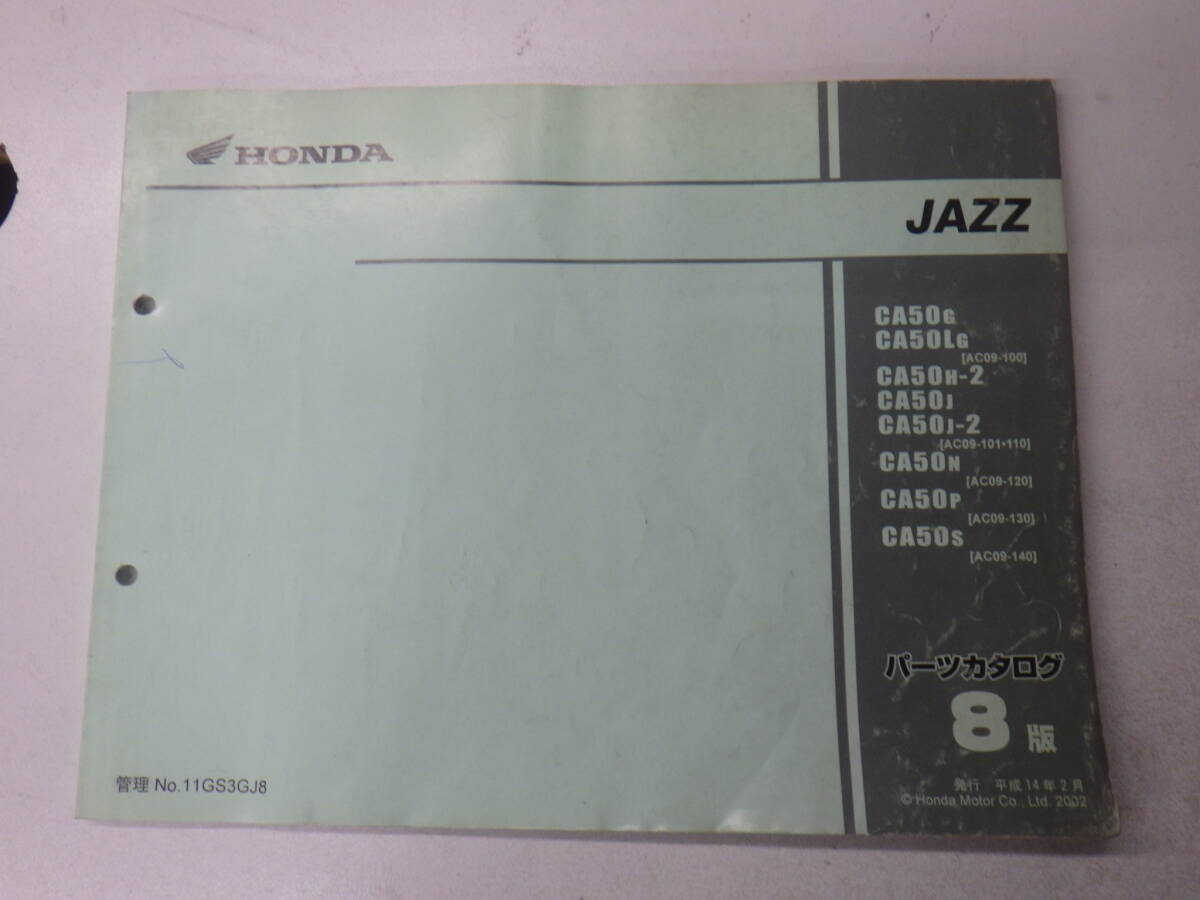 HONDA
JAZZ
CA50G
CA50LG
[AC09-100]
CA50H-2
CA50J
CA50J-2
[AC09-101•110]
CA50N
[AC09-120]
CA50P
[AC09-130]
CA50S
[AC09-140]
パーツカタログ
8版
管理 No.11GS3GJ8
発行 平成14年2月
© Honda Motor Co., Ltd. 2002